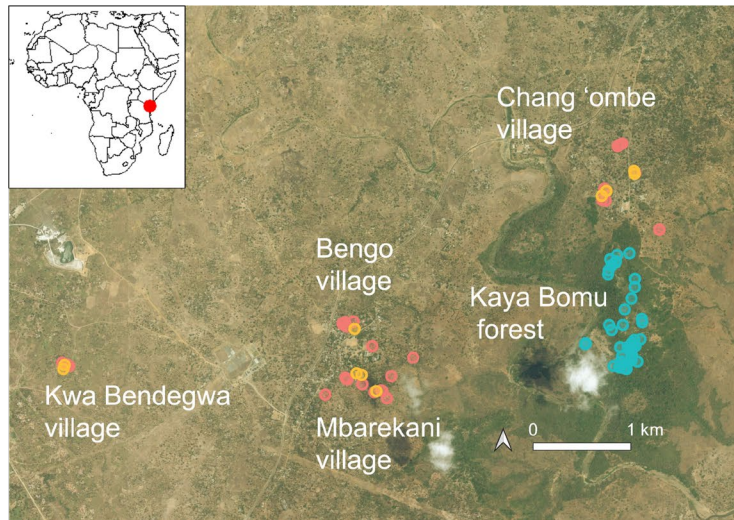 Chang ‘ombe
village
Bengo
village
Kaya Bomu
forest
Kwa Bendegwa
village
Mbarekani
village
0
1 km